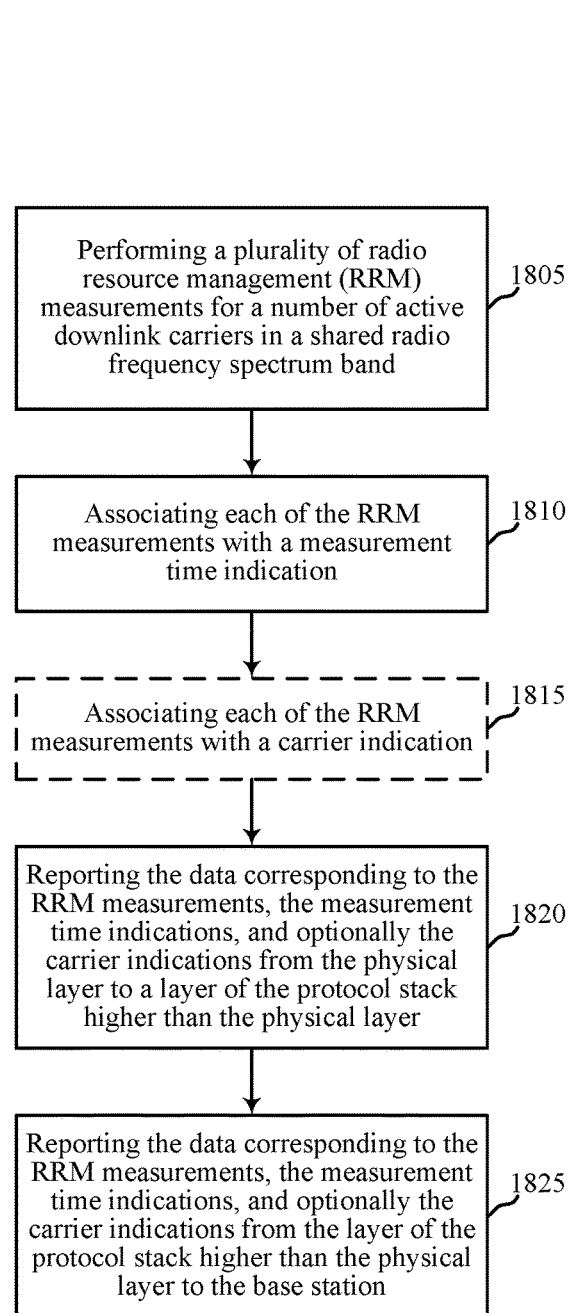 Performing a plurality of radio
resource management (RRM)
measurements for a number of active
downlink carriers in a shared radio
frequency spectrum band
1805
Associating each of the RRM
measurements with a measurement
time indication
1810
Associating each of the RRM
measurements with a carrier indication
1815
Reporting the data corresponding to the
RRM measurements, the measurement
time indications, and optionally the
carrier indications from the physical
layer to a layer of the protocol stack
higher than the physical layer
1820
Reporting the data corresponding to the
RRM measurements, the measurement
time indications, and optionally the
carrier indications from the layer of the
protocol stack higher than the physical
layer to the base station
1825